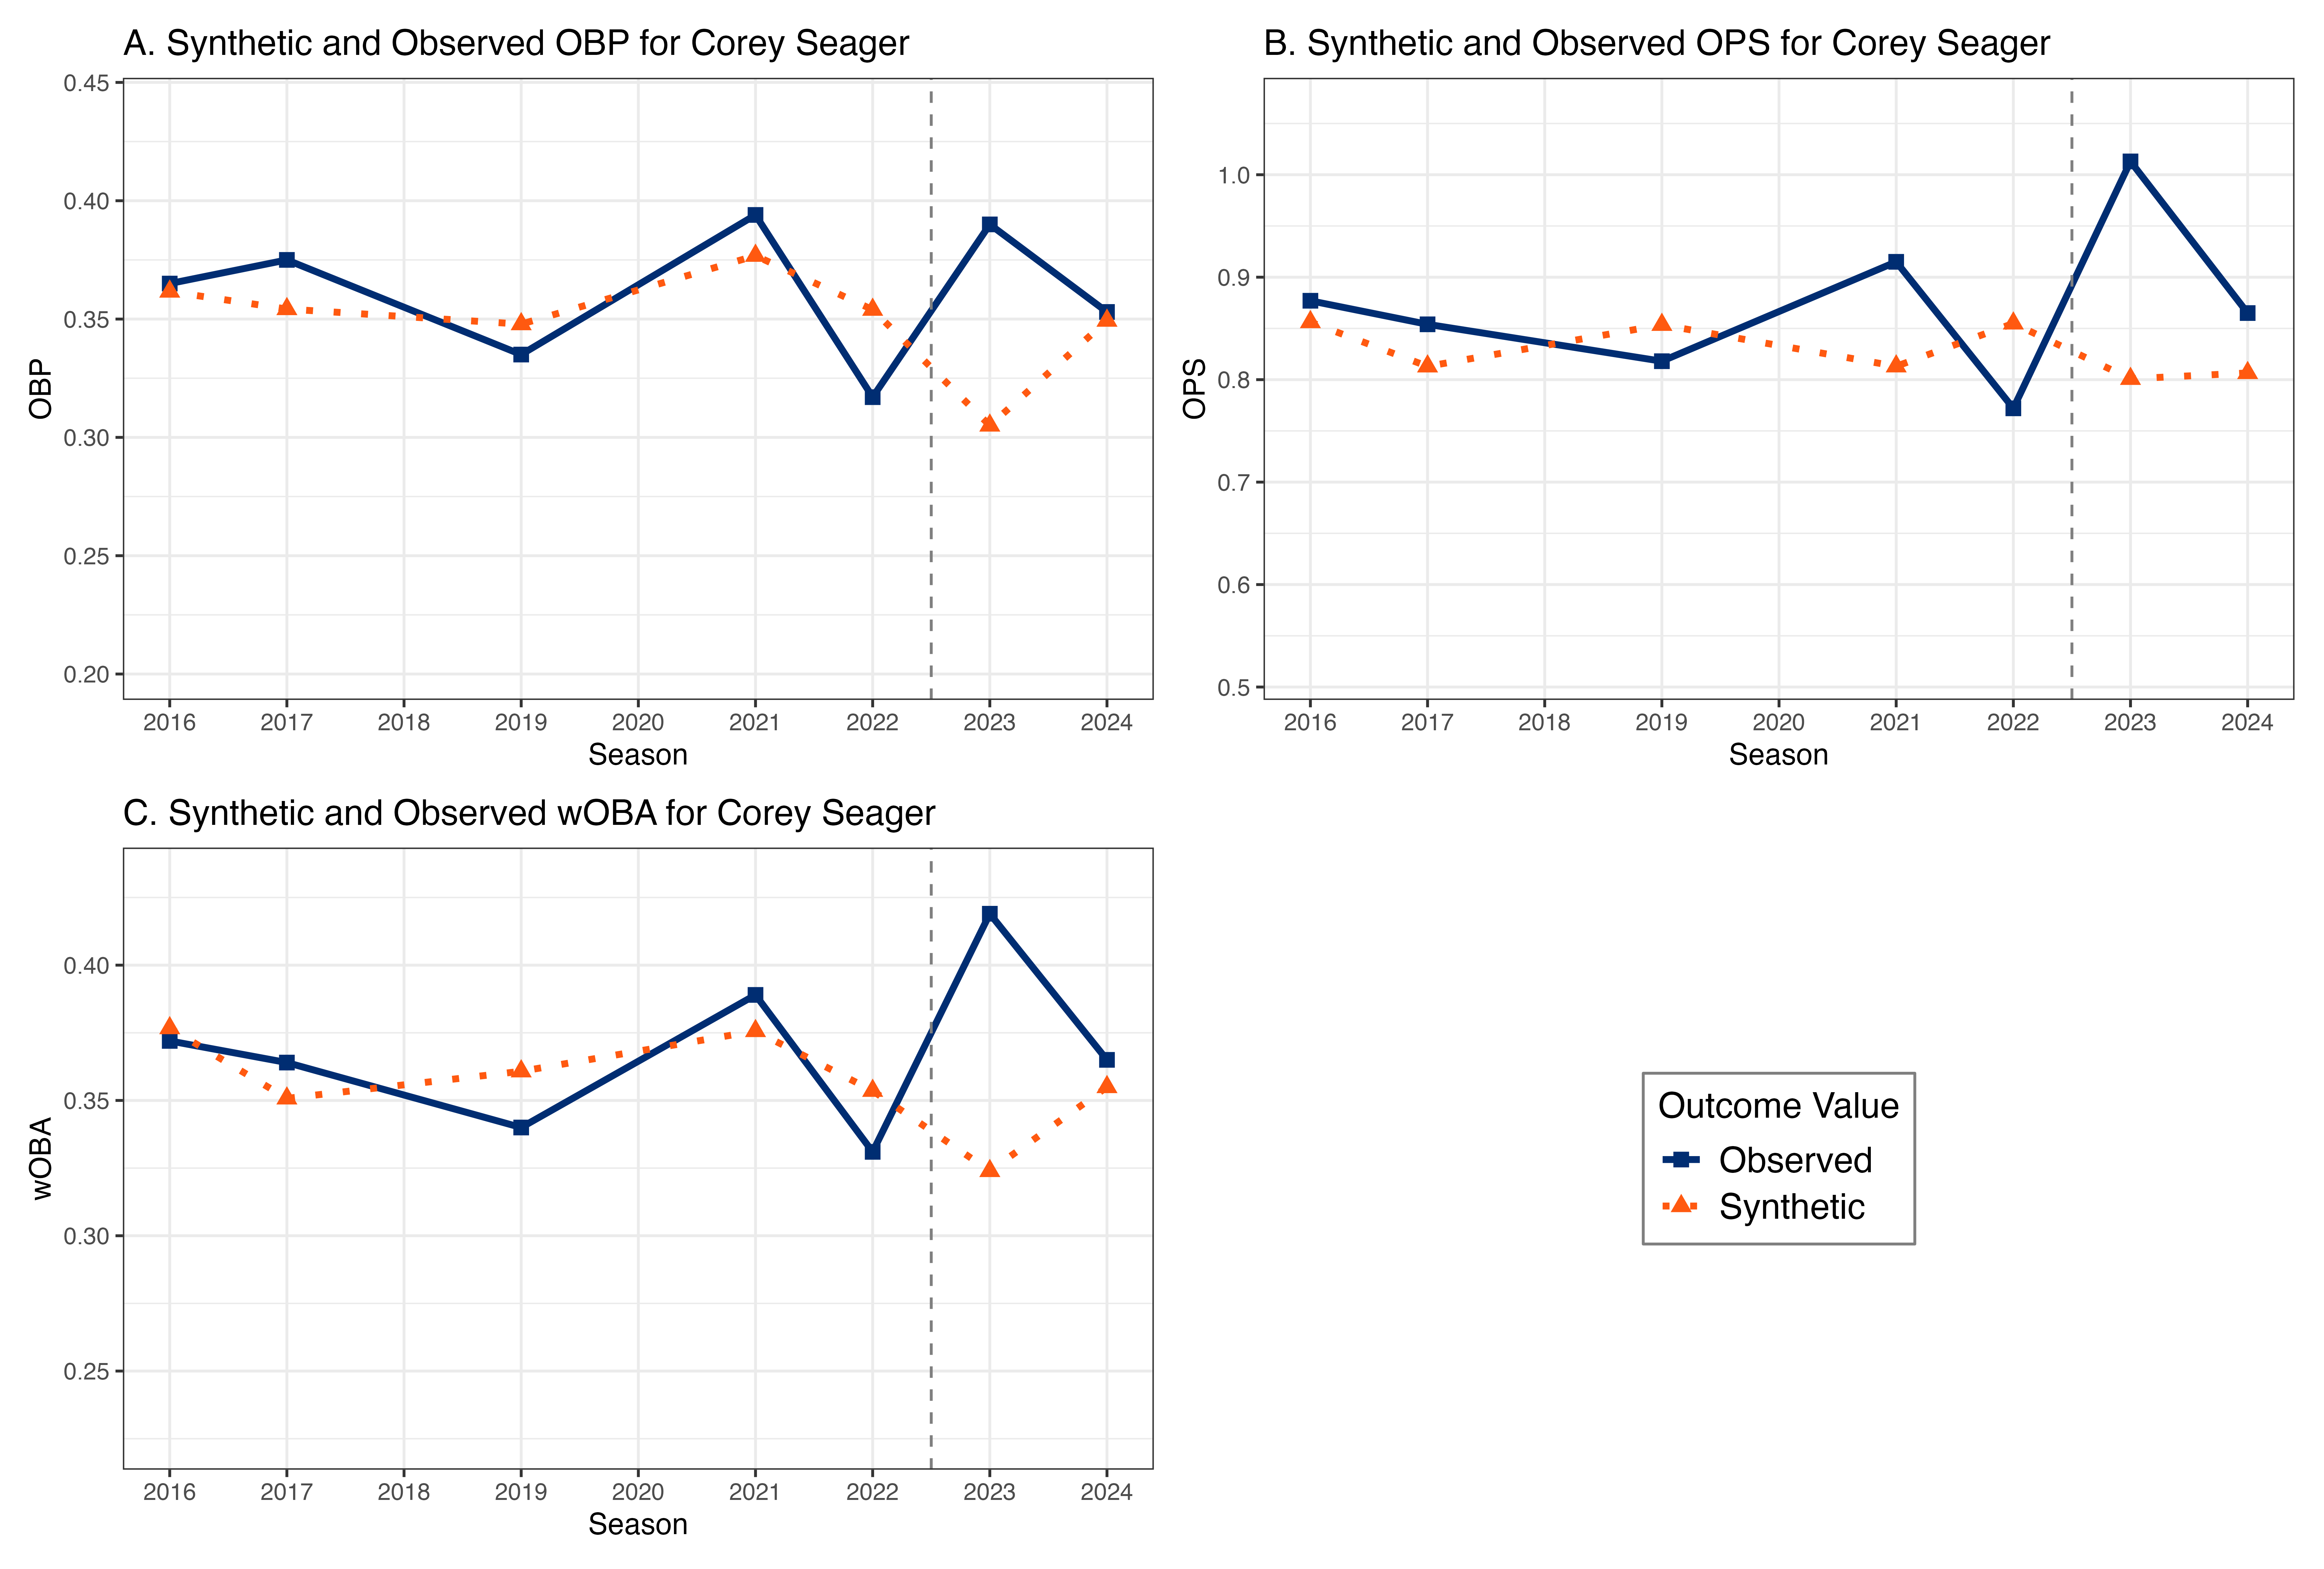 A. Synthetic and Observed OBP for Corey Seager
0.45
0.40
0.35
0.30
0.25
0.20
OBP
2016 2017 2018 2019 2020 2021 2022 2023 2024
Season
B. Synthetic and Observed OPS for Corey Seager
1.0
0.9
0.8
0.7
0.6
0.5
OPS
2016 2017 2018 2019 2020 2021 2022 2023 2024
Season
C. Synthetic and Observed wOBA for Corey Seager
0.40
0.35
0.30
0.25
wOBA
2016 2017 2018 2019 2020 2021 2022 2023 2024
Season
Outcome Value
Observed
Synthetic